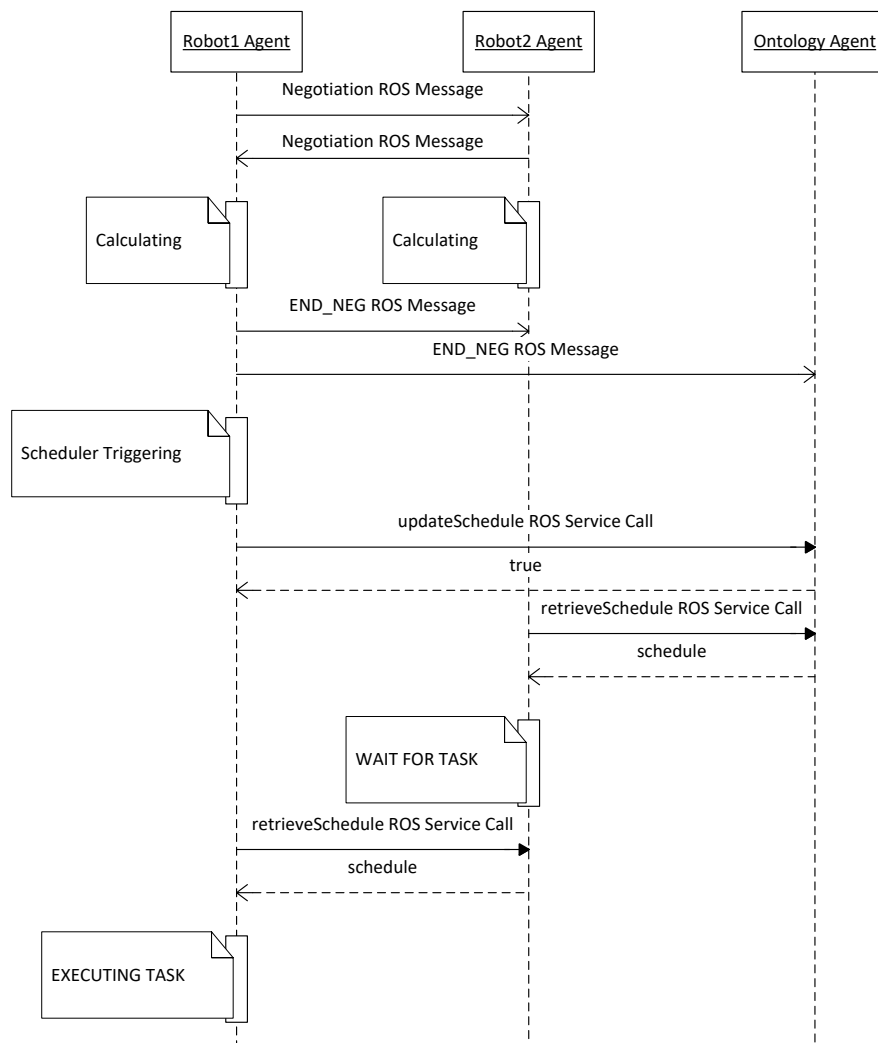 Robot1 Agent
Robot2 Agent
Ontology Agent
Negotiation ROS Message
Negotiation ROS Message
Calculating
Calculating
END_NEG ROS Message
END_NEG ROS Message
Scheduler Triggering
updateSchedule ROS Service Call
true
retrieveSchedule ROS Service Call
schedule
WAIT FOR TASK
retrieveSchedule ROS Service Call
schedule
EXECUTING TASK